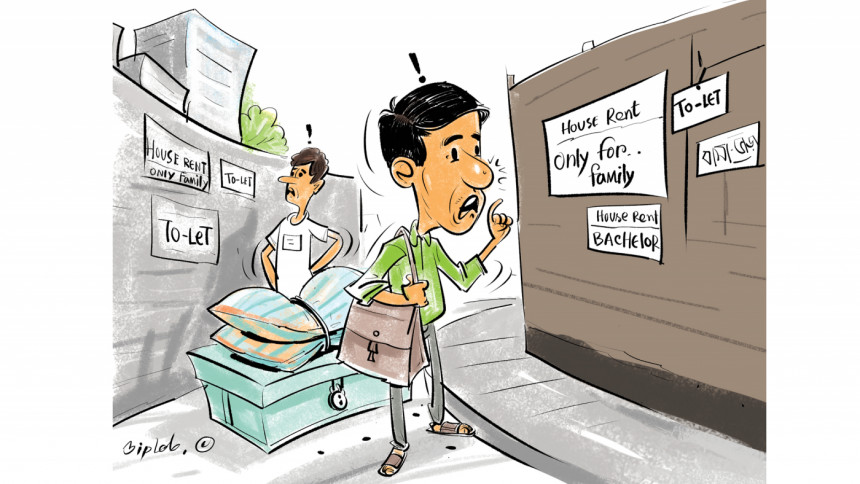 HOUSE RENT
ONLY FAMILY
TO-LET
TO-LET
House Rent
only for..
family
TO-LET
House Rent
BACHELOR
Biplob. ©